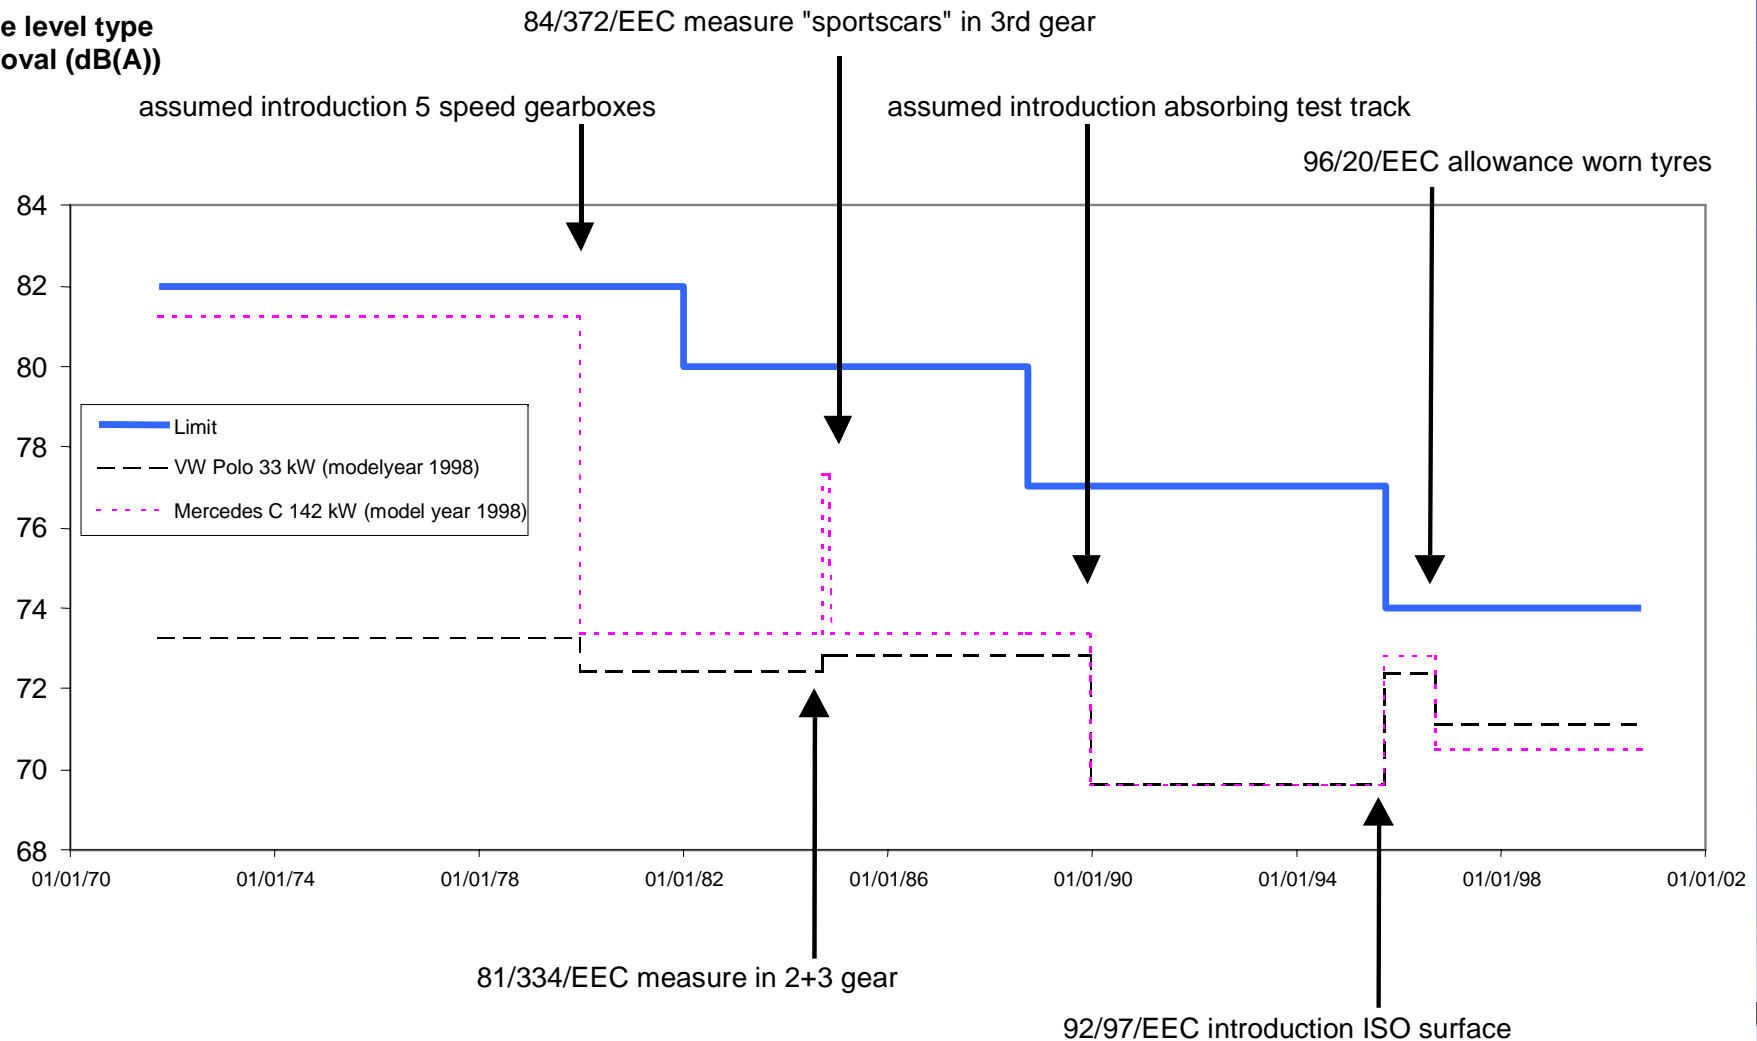 84/372/EEC measure "sportscars" in 3rd gear
e level type
oval (dB(A))
assumed introduction 5 speed gearboxes
assumed introduction absorbing test track
96/20/EEC allowance worn tyres
84
82
80
78
76
74
72
70
68
Limit
VW Polo 33 kW (modelyear 1998)
Mercedes C 142 kW (model year 1998)
01/01/70 01/01/74 01/01/78 01/01/82 01/01/86 01/01/90 01/01/94 01/01/98 01/01/02
81/334/EEC measure in 2+3 gear
92/97/EEC introduction ISO surface